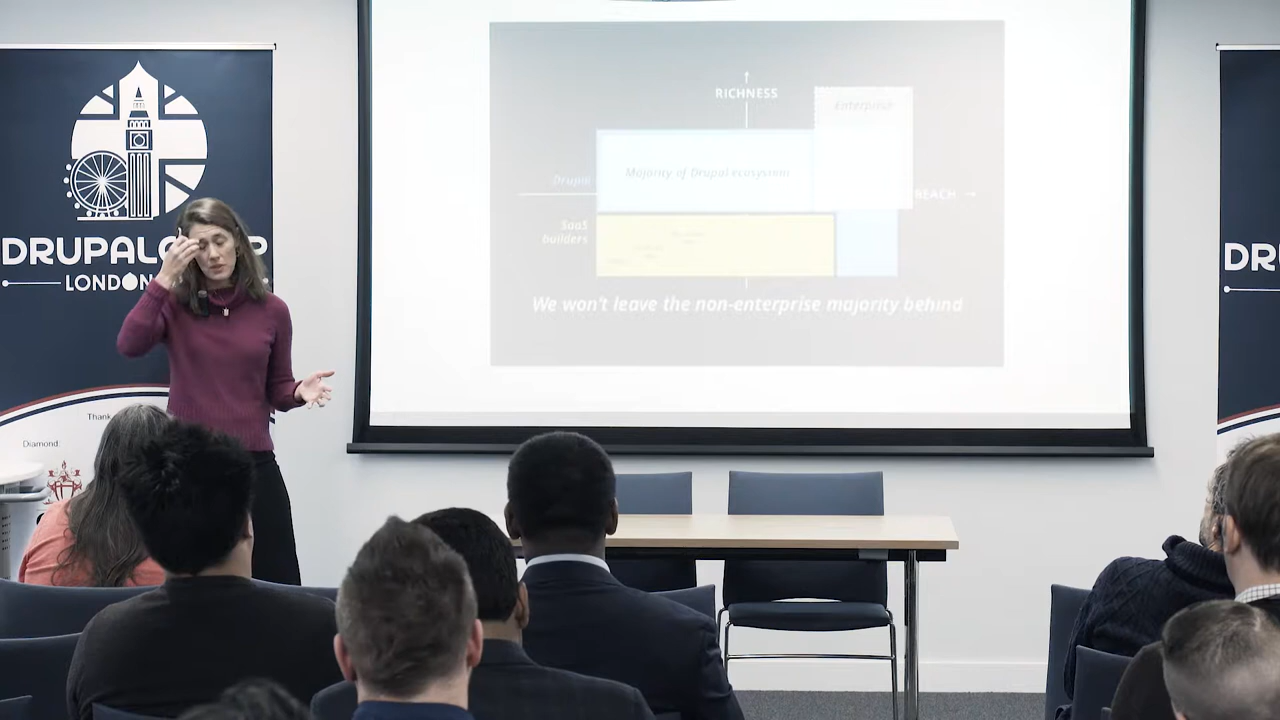 DRUPALC
P
LONDON
Thank
Diamond
RICHNESS
Enterprise
Majority of Drupal ecosystem
Drupal
REACH →
SaaS
builders
We won't leave the non-enterprise majority behind
DRU